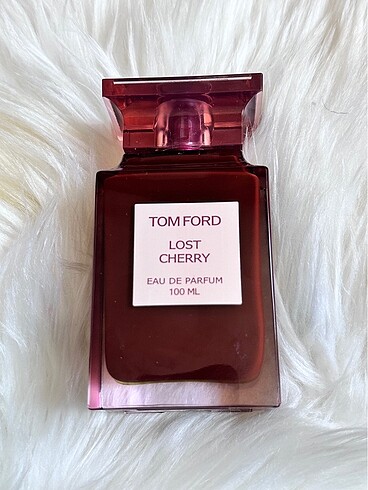 TOM FORD
LOST
CHERRY
EAU DE PARFUM
100 ML